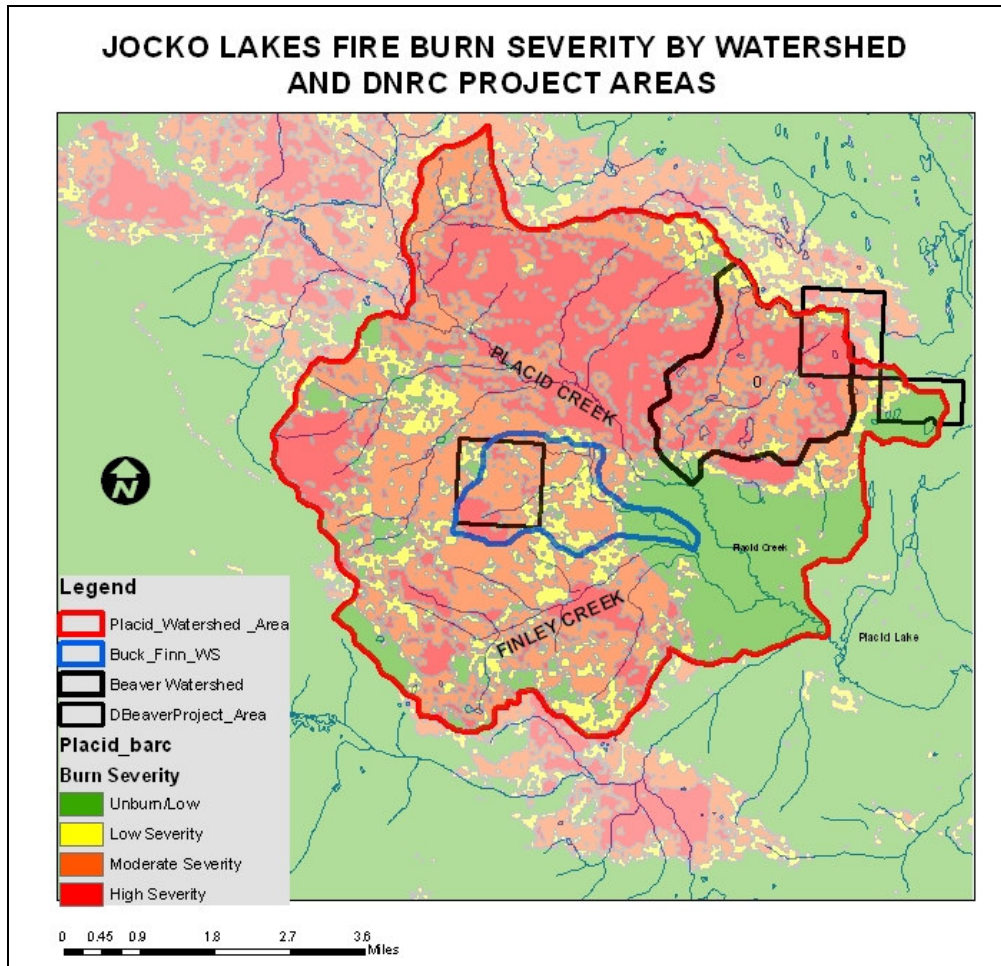 JOCKO LAKES FIRE BURN SEVERITY BY WATERSHED
AND DNRC PROJECT AREAS
PLACID CREEK
0
N
Placid Creek
FINLEY CREEK
Placid Lake
Legend
Placid_Watershed _Area
Buck_Finn_WS
Beaver Watershed
DBeaverProject_Area
Placid_barc
Burn Severity
Unburn/Low
Low Severity
Moderate Severity
High Severity
0 0.45 0.9 1.8 2.7 3.6
Miles